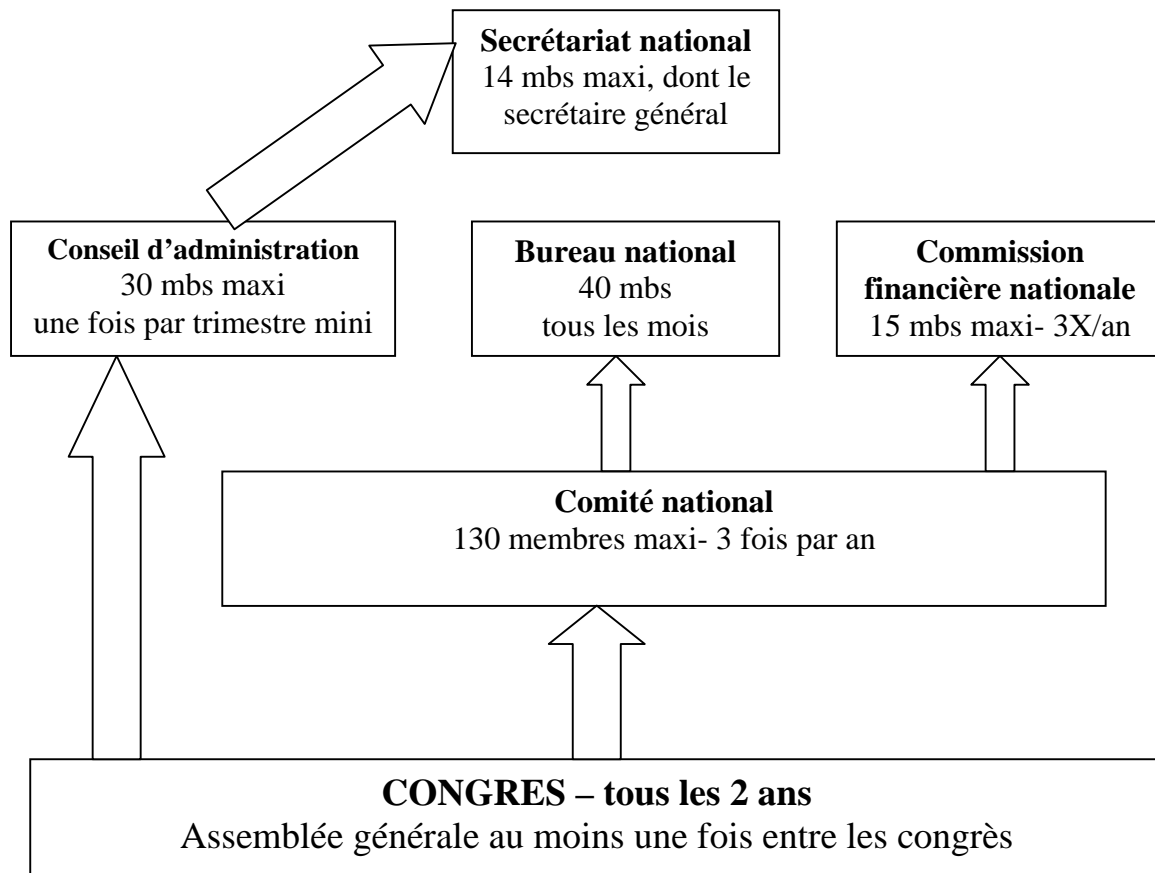 Secrétariat national
14 mbs maxi, dont le
secrétaire général
Conseil d’administration
30 mbs maxi
une fois par trimestre mini
Bureau national
40 mbs
tous les mois
Commission
financière nationale
15 mbs maxi- 3X/an
Comité national
130 membres maxi- 3 fois par an
CONGRES – tous les 2 ans
Assemblée générale au moins une fois entre les congrès